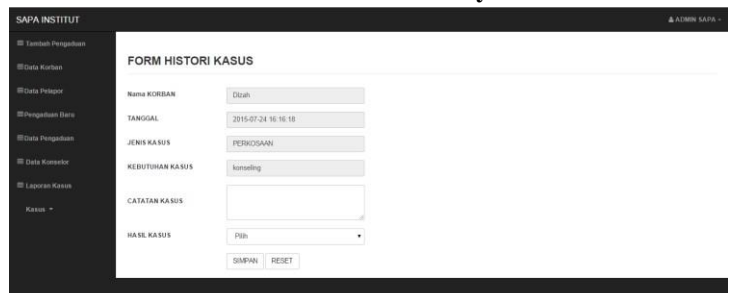 SAPA INSTITUT
ADMIN SAPA
Tambah Pengaduan
Data Korban
Data Pelapor
Pengaduan Baru
Data Pengaduan
Data Konselor
Laporan Kasus
Kasus
FORM HISTORI KASUS
Nama KORBAN Dizah
TANGGAL 2015-07-24 16:16:18
JENIS KASUS PERKOSAAN
KEBUTUHAN KASUS konseling
CATATAN KASUS
HASIL KASUS Pilih
SIMPAN RESET